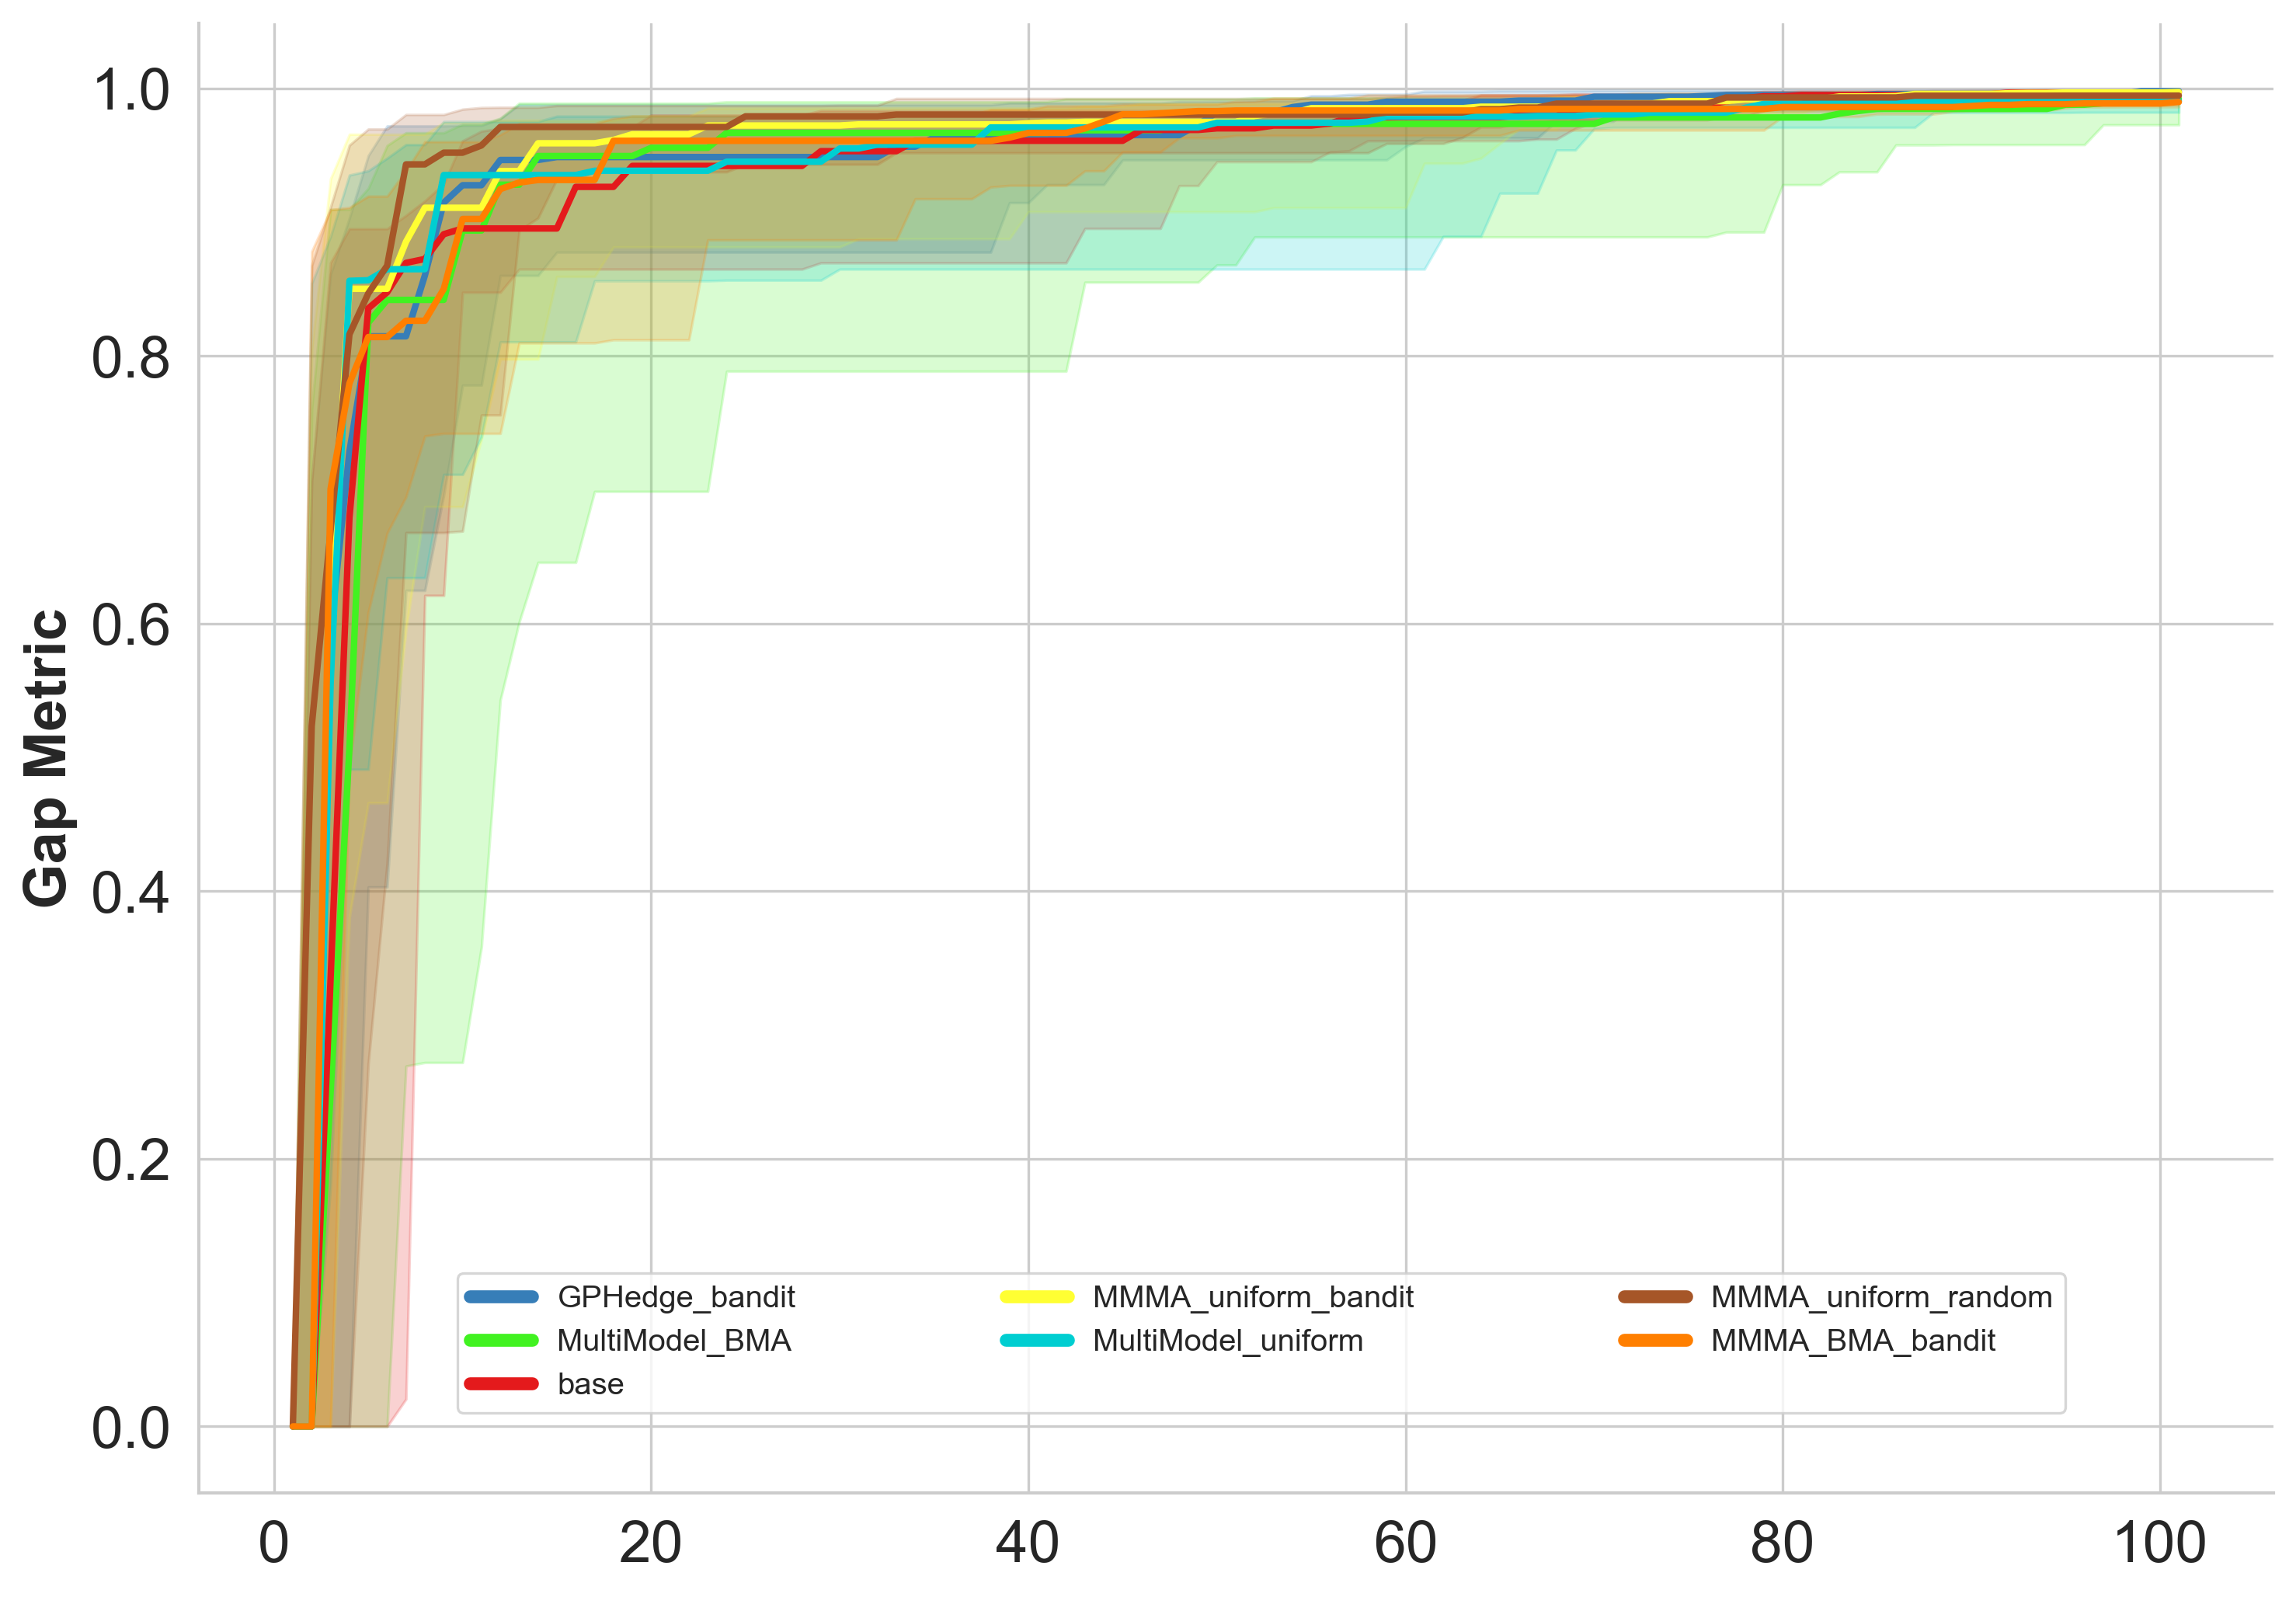 1.0
0.8
0.6
0.4
0.2
0.0
Gap Metric
GPHedge_bandit
MultiModel_BMA
base
MMMA_uniform_bandit
MultiModel_uniform
MMMA_uniform_random
MMMA_BMA_bandit
0 20 40 60 80 100